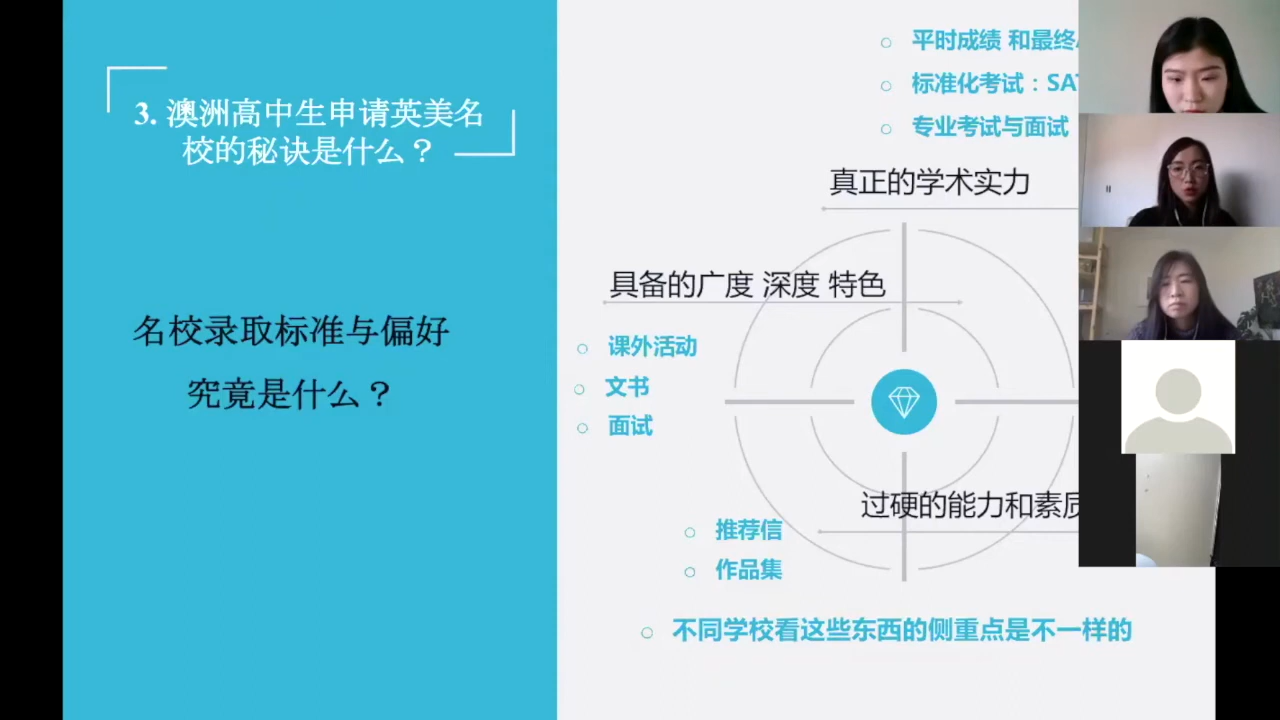 3. 澳洲高中生申请英美名
校的秘诀是什么？
名校录取标准与偏好
究竟是什么？
平时成绩 和最终
标准化考试：SA
专业考试与面试
真正的学术实力
具备的广度 深度 特色
课外活动
文书
面试
过硬的能力和素质
推荐信
作品集
不同学校看这些东西的侧重点是不一样的